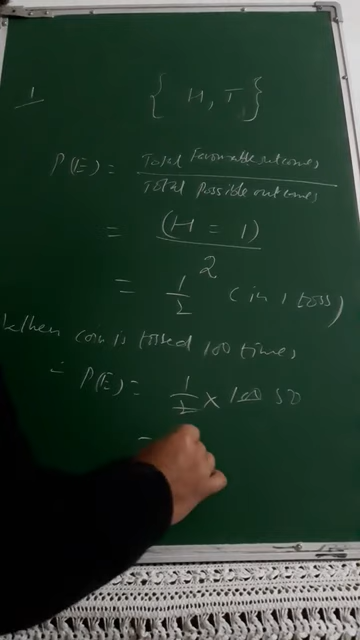 1
{ H, T }
P(E) = Total Favourable outcomes
Total Possible outcomes
= (H = 1)
2
= 1/2 (in 1 toss)
When coin is tossed 100 times
∴ P(E) = 1/2 × 100 50
=